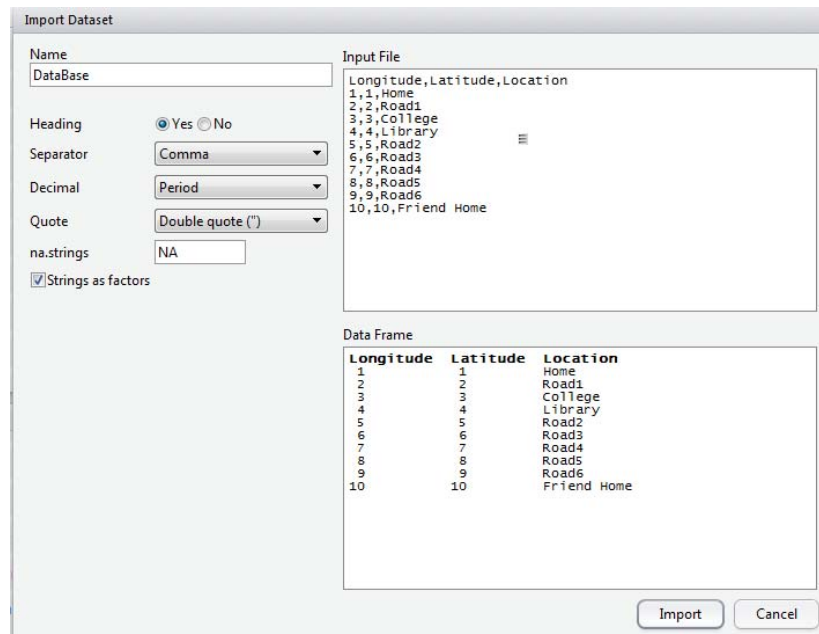 Import Dataset
Name
DataBase
Heading Yes No
Separator Comma
Decimal Period
Quote Double quote (")
na.strings NA
Strings as factors
Input File
Longitude,Latitude,Location
1,1,Home
2,2,Road1
3,3,College
4,4,Library
5,5,Road2
6,6,Road3
7,7,Road4
8,8,Road5
9,9,Road6
10,10,Friend Home
Data Frame
Longitude Latitude Location
1 1 Home
2 2 Road1
3 3 College
4 4 Library
5 5 Road2
6 6 Road3
7 7 Road4
8 8 Road5
9 9 Road6
10 10 Friend Home
Import Cancel